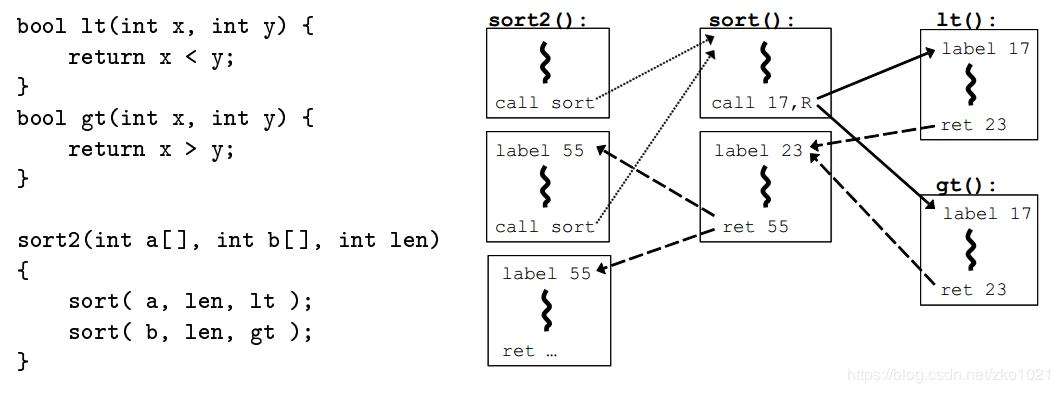 bool lt(int x, int y) {
    return x < y;
}
bool gt(int x, int y) {
    return x > y;
}
sort2(int a[], int b[], int len)
{
    sort( a, len, lt );
    sort( b, len, gt );
}
sort2():
call sort
label 55
call sort
label 55
ret …
sort():
call 17,R
label 23
ret 55
lt():
label 17
ret 23
gt():
label 17
ret 23
https://blog.csdn.net/zko1021